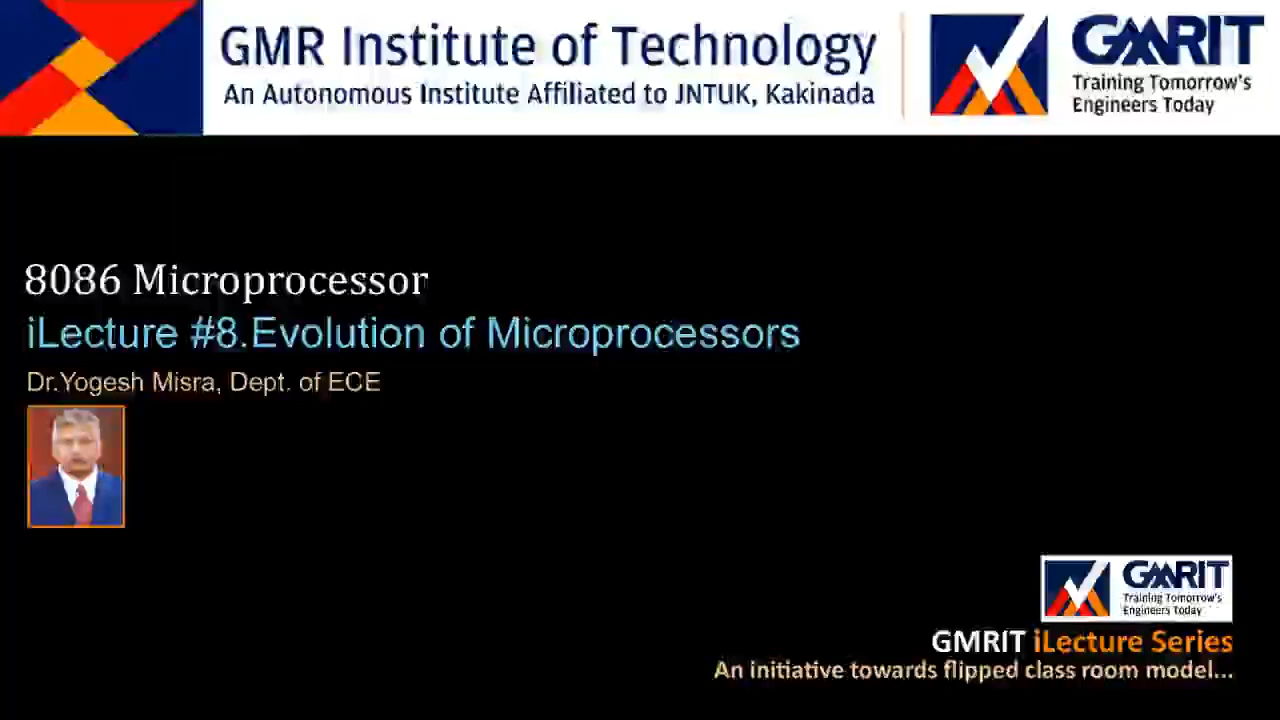 GMR Institute of Technology
An Autonomous Institute Affiliated to JNTUK, Kakinada
GMRIT
Training Tomorrow's
Engineers Today
8086 Microprocessor
iLecture #8.Evolution of Microprocessors
Dr.Yogesh Misra, Dept. of ECE
GMRIT
Training Tomorrow's
Engineers Today
GMRIT iLecture Series
An initiative towards flipped class room model...